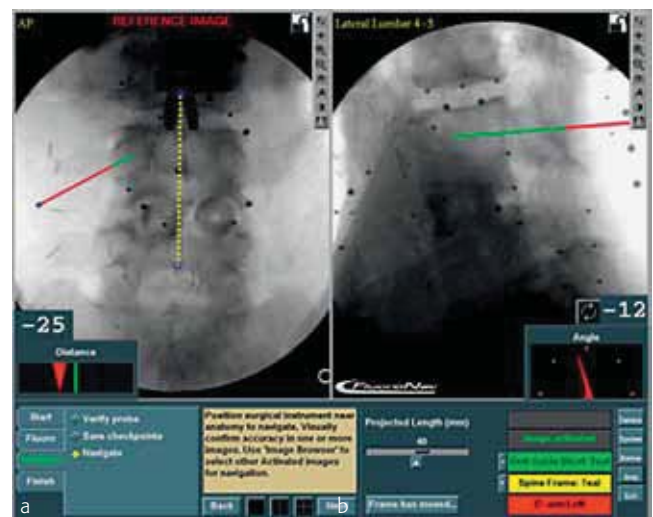 AP
REFERENCE IMAGE
Lateral Lumbar 4-5
-25
Distance
-12
Angle
FluoroNav
Start
Fluoro
Finish
Verify probe
Save checkpoints
Navigate
Position surgical instrument near
anatomy to navigate. Visually
confirm accuracy in one or more
images. Use 'Image Browser' to
select other Activated images
for navigation.
Back
Projected Length (mm)
40
Frame has moved...
Image activated
Spine Frame: Teal
a
b